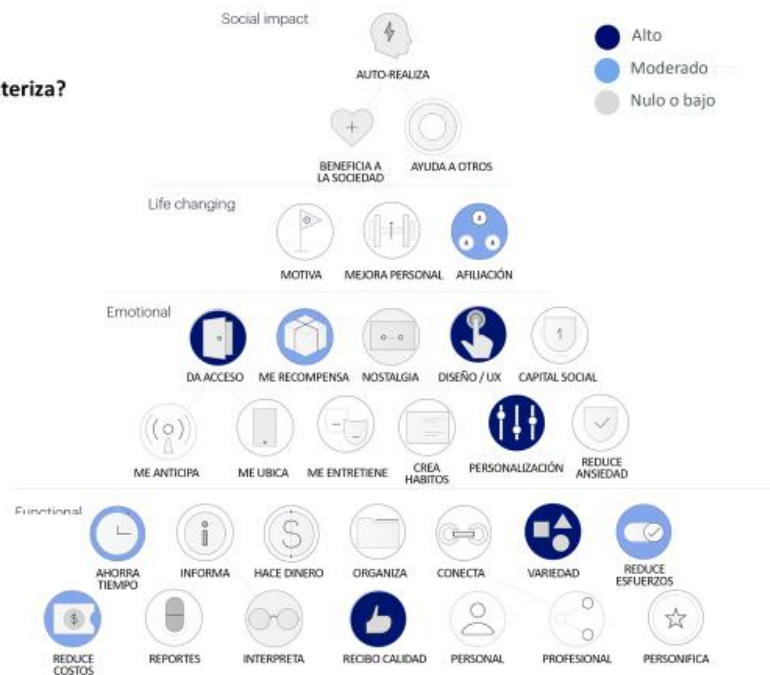 Social impact
Alto
Moderado
Nulo o bajo
teriza?
AUTO-REALIZA
BENEFICIA A
LA SOCIEDAD
AYUDA A OTROS
Life changing
MOTIVA
MEJORA PERSONAL
AFILIACIÓN
Emotional
DA ACCESO
ME RECOMPENSA
NOSTALGIA
DISEÑO / UX
CAPITAL SOCIAL
ME ANTICIPA
ME UBICA
ME ENTRETIENE
CREA
HABITOS
PERSONALIZACIÓN
REDUCE
ANSIEDAD
Functional
AHORRA
TIEMPO
INFORMA
HACE DINERO
ORGANIZA
CONECTA
VARIEDAD
REDUCE
ESFUERZOS
REDUCE
COSTOS
REPORTES
INTERPRETA
RECIBO CALIDAD
PERSONAL
PROFESIONAL
PERSONIFICA